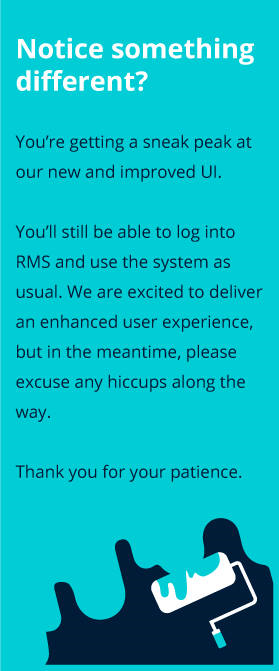 Notice something
different?
You’re getting a sneak peak at
our new and improved UI.
You’ll still be able to log into
RMS and use the system as
usual. We are excited to deliver
an enhanced user experience,
but in the meantime, please
excuse any hiccups along the
way.
Thank you for your patience.